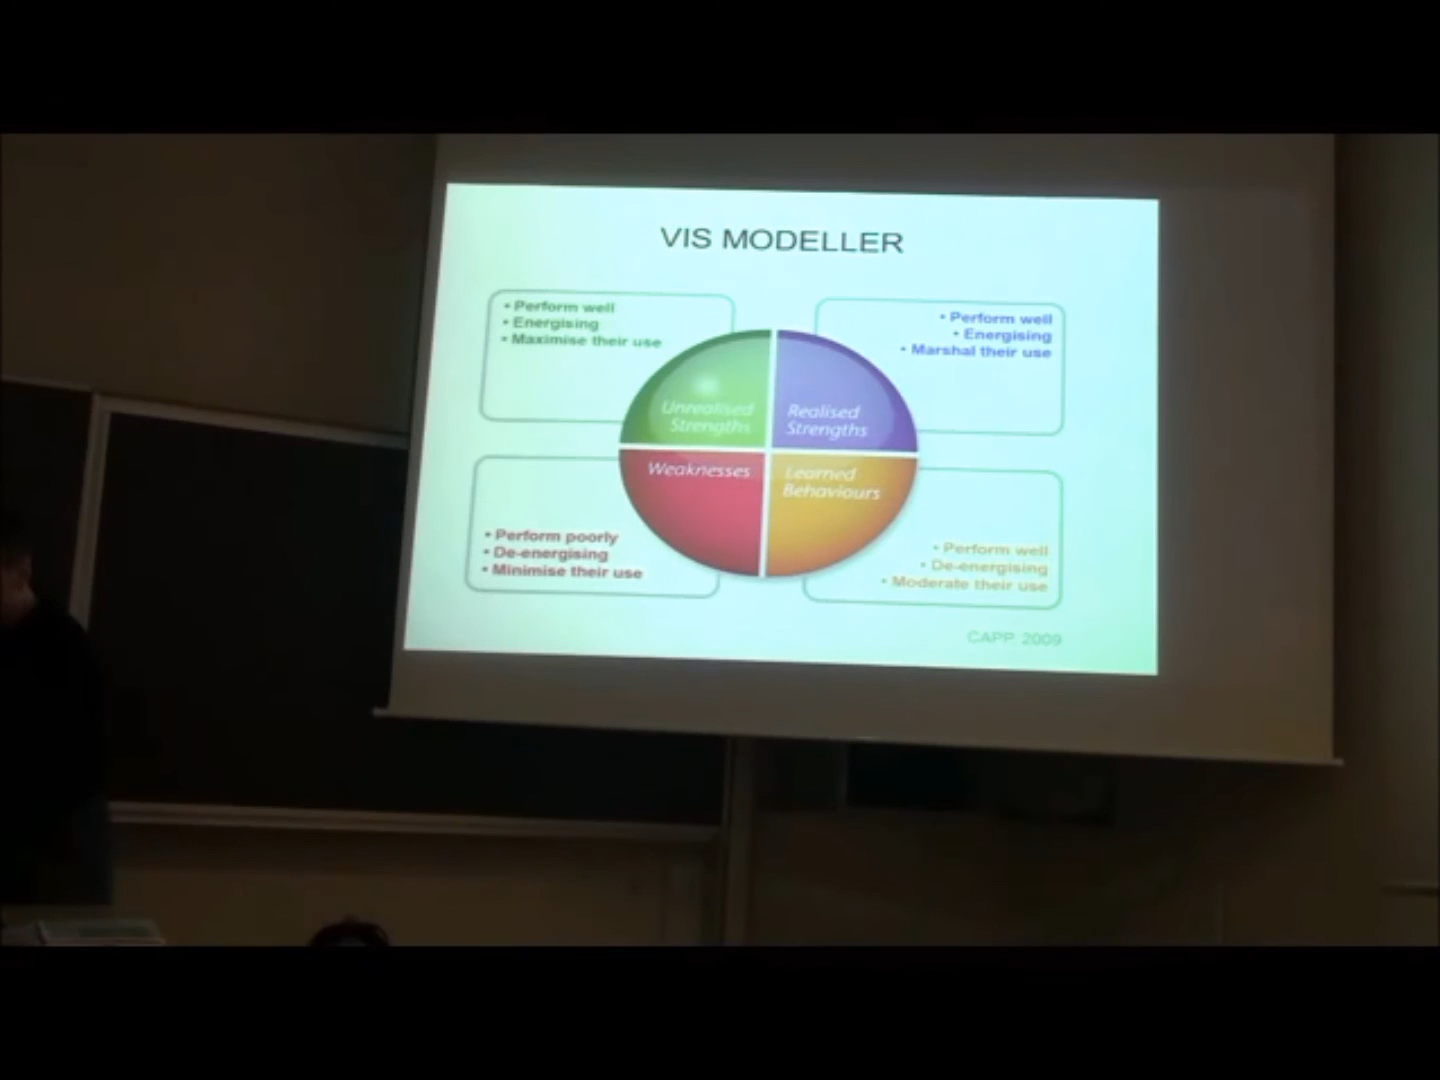 VIS MODELLER
• Perform well
• Energising
• Maximise their use
• Perform well
• Energising
• Marshal their use
Unrealised
Strengths
Realised
Strengths
Weaknesses
Learned
Behaviours
• Perform poorly
• De-energising
• Minimise their use
• Perform well
• De-energising
• Moderate their use
CAPP, 2009